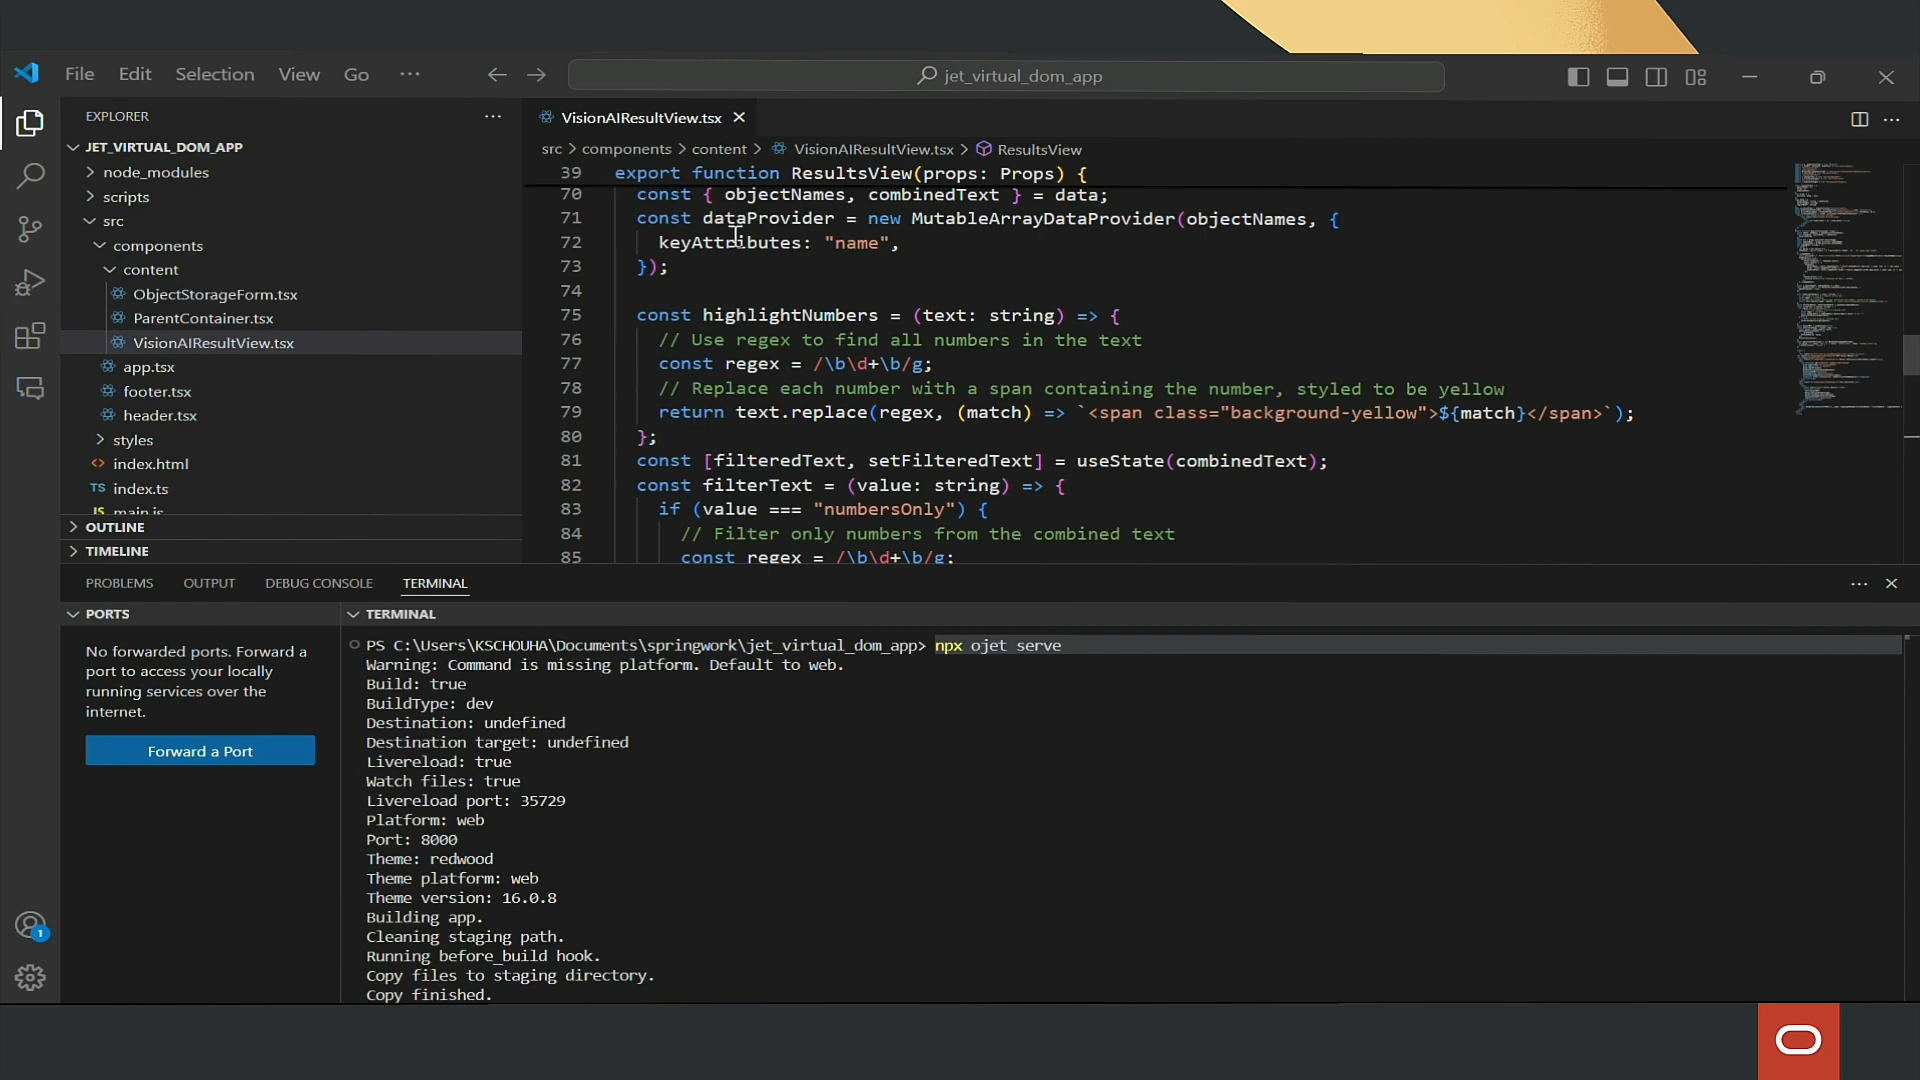 File Edit Selection View Go ···
jet_virtual_dom_app
EXPLORER
JET_VIRTUAL_DOM_APP
node_modules
scripts
src
components
content
ObjectStorageForm.tsx
ParentContainer.tsx
VisionAIResultView.tsx
app.tsx
footer.tsx
header.tsx
styles
index.html
TS index.ts
JS main.js
OUTLINE
TIMELINE
VisionAIResultView.tsx
src > components > content > VisionAIResultView.tsx > ResultsView
39 export function ResultsView(props: Props) {
70 const { objectNames, combinedText } = data;
71 const dataProvider = new MutableArrayDataProvider(objectNames, {
72 keyAttributes: "name",
73 });
74
75 const highlightNumbers = (text: string) => {
76 // Use regex to find all numbers in the text
77 const regex = /\b\d+\b/g;
78 // Replace each number with a span containing the number, styled to be yellow
79 return text.replace(regex, (match) => `<span class="background-yellow">${match}</span>`);
80 };
81 const [filteredText, setFilteredText] = useState(combinedText);
82 const filterText = (value: string) => {
83 if (value === "numbersOnly") {
84 // Filter only numbers from the combined text
85 const regex = /\b\d+\b/g;
PROBLEMS OUTPUT DEBUG CONSOLE TERMINAL
PORTS
No forwarded ports. Forward a
port to access your locally
running services over the
internet.
Forward a Port
TERMINAL
PS C:\Users\KSCHOUHA\Documents\springwork\jet_virtual_dom_app> npx ojet serve
Warning: Command is missing platform. Default to web.
Build: true
BuildType: dev
Destination: undefined
Destination target: undefined
Livereload: true
Watch files: true
Livereload port: 35729
Platform: web
Port: 8000
Theme: redwood
Theme platform: web
Theme version: 16.0.8
Building app.
Cleaning staging path.
Running before_build hook.
Copy files to staging directory.
Copy finished.
1